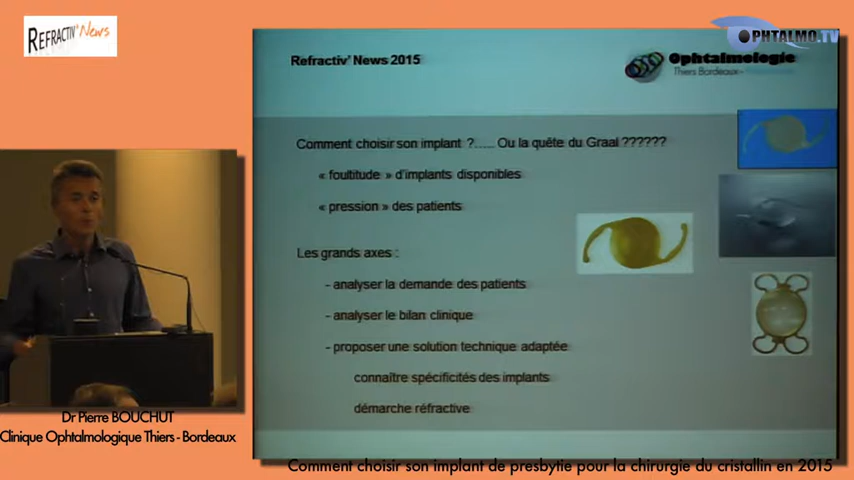 REFRACTIV'News
OPHTALMO.TV
Refractiv' News 2015
Ophtalmologie
Thiers Bordeaux -
Comment choisir son implant ?..... Ou la quête du Graal ??????
« foultitude » d'implants disponibles
« pression » des patients
Les grands axes :
- analyser la demande des patients
- analyser le bilan clinique
- proposer une solution technique adaptée
connaître spécificités des implants
démarche réfractive
Dr Pierre BOUCHUT
Clinique Ophtalmologique Thiers - Bordeaux
Comment choisir son implant de presbytie pour la chirurgie du cristallin en 2015